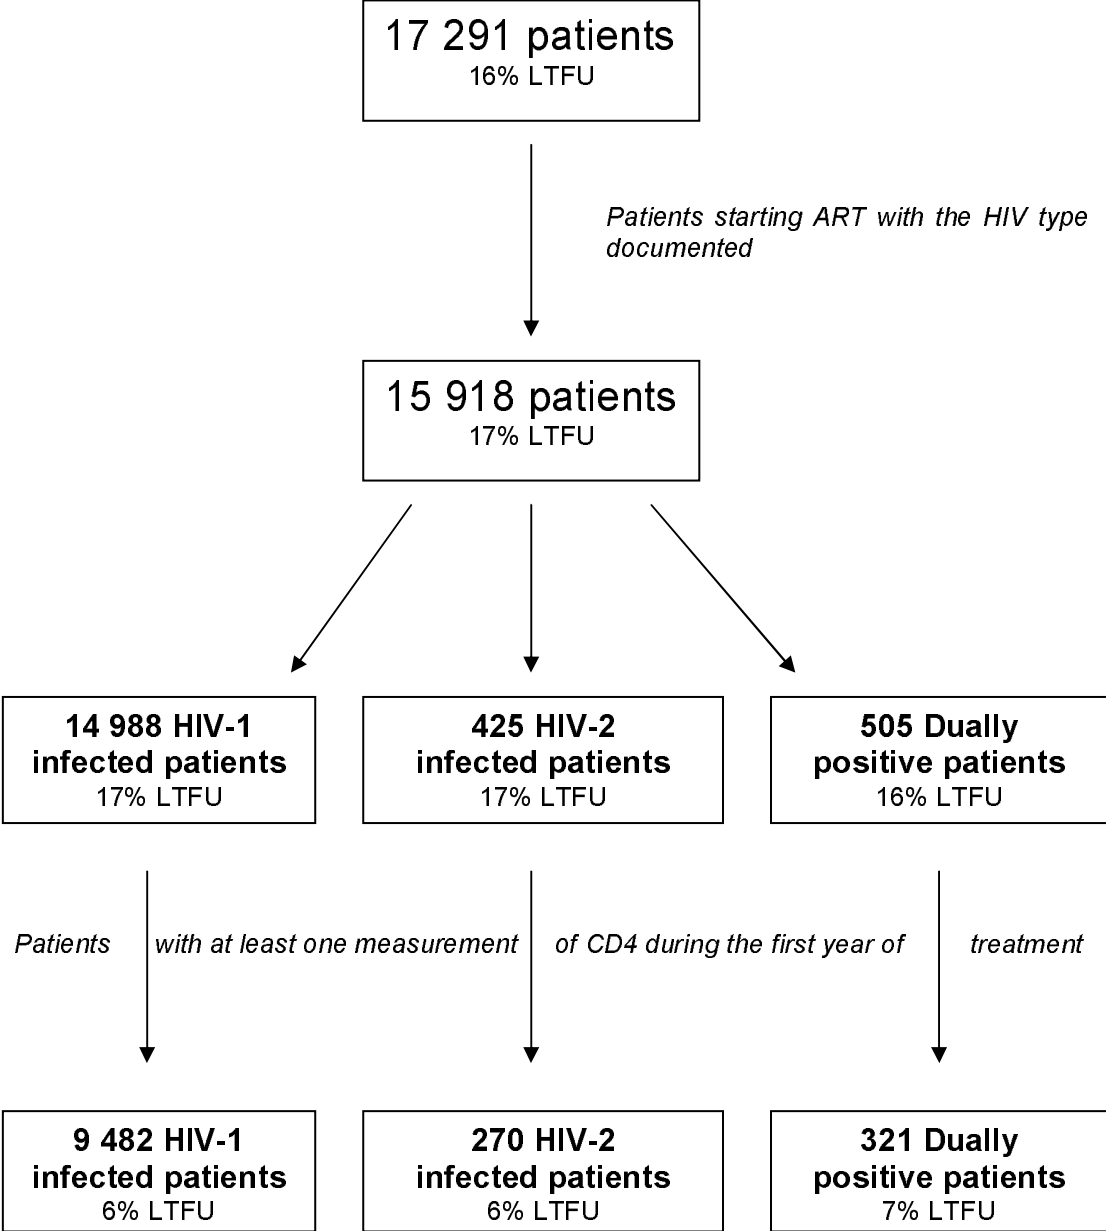 17 291 patients
16% LTFU
Patients starting ART with the HIV type
documented
15 918 patients
17% LTFU
14 988 HIV-1
infected patients
17% LTFU
425 HIV-2
infected patients
17% LTFU
505 Dually
positive patients
16% LTFU
Patients with at least one measurement of CD4 during the first year of treatment
9 482 HIV-1
infected patients
6% LTFU
270 HIV-2
infected patients
6% LTFU
321 Dually
positive patients
7% LTFU